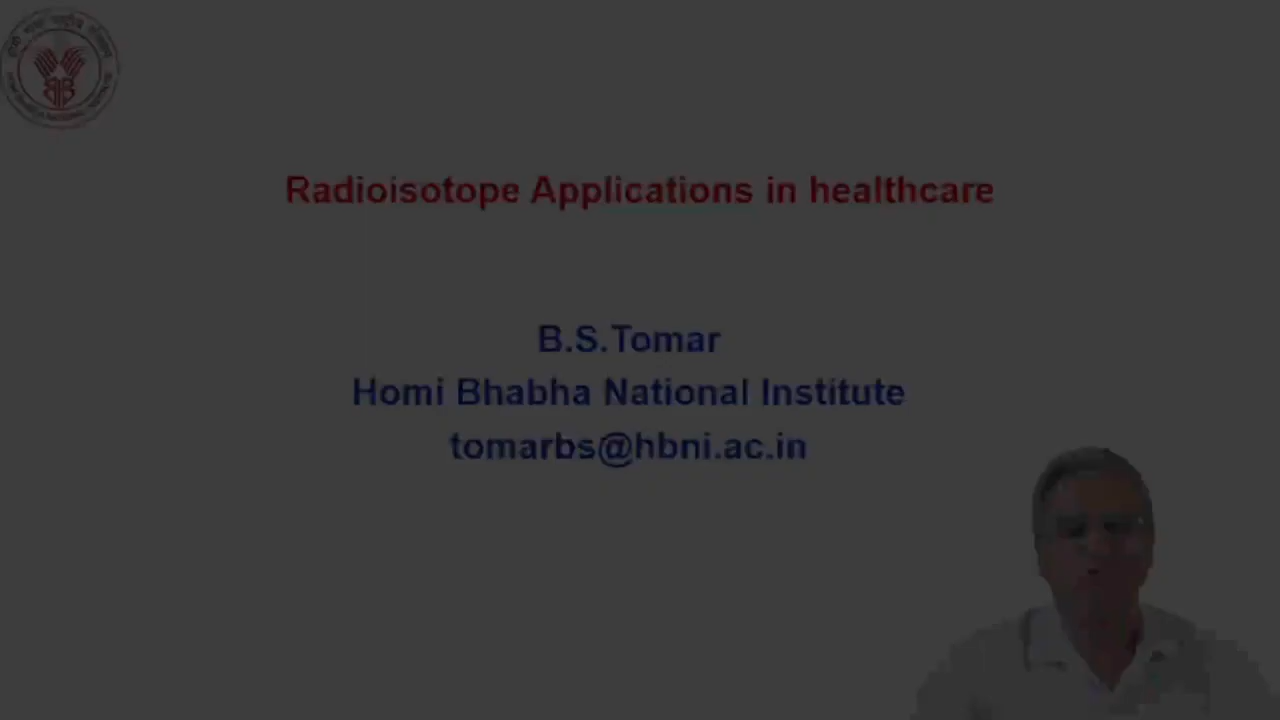 Radioisotope Applications in healthcare
B.S.Tomar
Homi Bhabha National Institute
tomarbs@hbni.ac.in